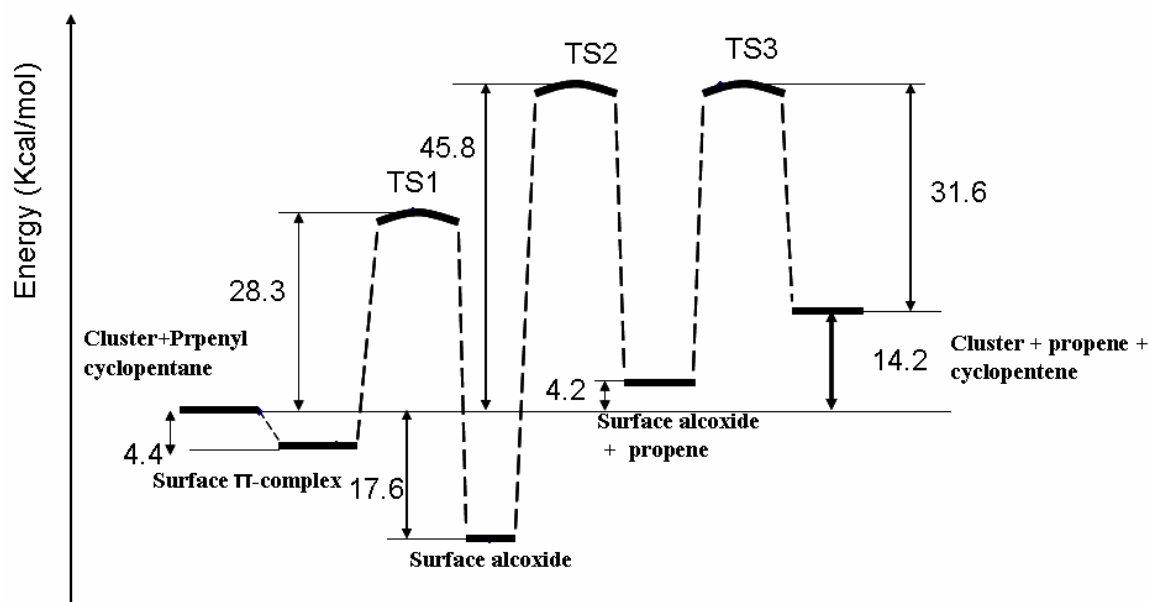 TS2
TS3
45.8
31.6
TS1
28.3
Energy (Kcal/mol)
Cluster+Prpenyl
cyclopentane
14.2
Cluster + propene +
cyclopentene
4.2
Surface alcoxide
+ propene
4.4
Surface π-complex
17.6
Surface alcoxide